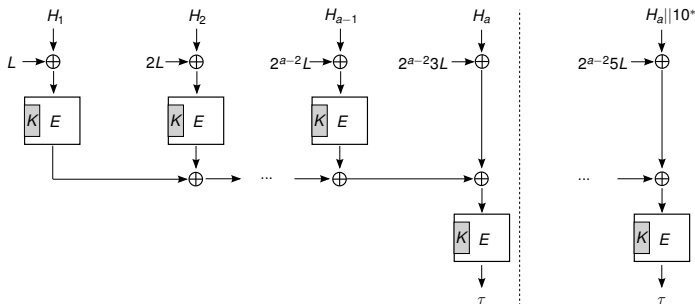 H₁ H₂ Hₐ₋₁ Hₐ Hₐ||10*
L 2L 2ᵃ⁻²L 2ᵃ⁻²3L 2ᵃ⁻²5L
K E K E K E
... ...
K E K E
τ τ